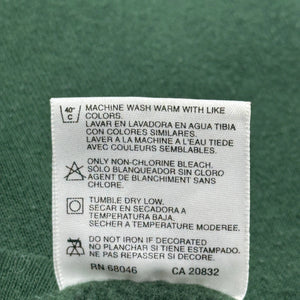 40°
C
MACHINE WASH WARM WITH LIKE
COLORS.
LAVAR EN LAVADORA EN AGUA TIBIA
CON COLORES SIMILARES.
LAVER A LA MACHINE A L'EAU TIEDE
AVEC COULEURS SEMBLABLES.
ONLY NON-CHLORINE BLEACH.
SÓLO BLANQUEADOR SIN CLORO
AGENT DE BLANCHIMENT SANS
CHLORE.
TUMBLE DRY LOW.
SECAR EN SECADORA A
TEMPERATURA BAJA.
SECHER A TEMPERATURE MODEREE.
DO NOT IRON IF DECORATED
NO PLANCHAR SI TIENE ESTAMPADO.
NE PAS REPASSER SI DECORE.
RN 68046 CA 20832